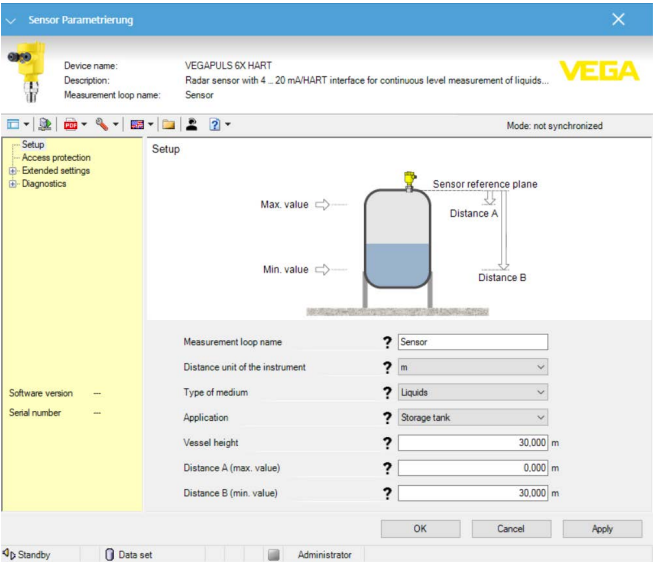 Sensor Parametrierung
Device name: VEGAPULS 6X HART
Description: Radar sensor with 4 .. 20 mA/HART interface for continuous level measurement of liquids...
Measurement loop name: Sensor
VEGA
PDF
?
Mode: not synchronized
Setup
Access protection
Extended settings
Diagnostics
Software version ---
Serial number ---
Setup
Sensor reference plane
Max. value
Distance A
Min. value
Distance B
Measurement loop name ? Sensor
Distance unit of the instrument ? m
Type of medium ? Liquids
Application ? Storage tank
Vessel height ? 30,000 m
Distance A (max. value) ? 0,000 m
Distance B (min. value) ? 30,000 m
OK Cancel Apply
Standby Data set Administrator